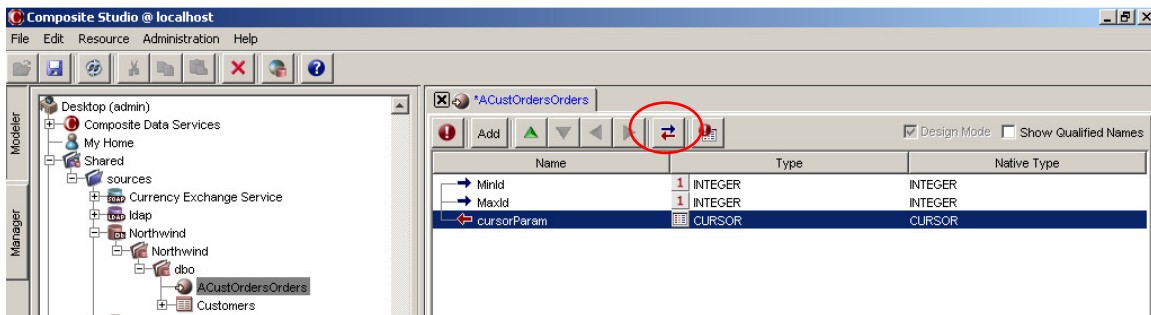 Composite Studio @ localhost
File Edit Resource Administration Help
Modeler
Manager
Desktop (admin)
Composite Data Services
My Home
Shared
sources
SOAP Currency Exchange Service
LDAP ldap
Northwind
Northwind
dbo
ACustOrdersOrders
Customers
*ACustOrdersOrders
Add Design Mode Show Qualified Names
Name Type Native Type
MinId 1 INTEGER INTEGER
MaxId 1 INTEGER INTEGER
cursorParam CURSOR CURSOR